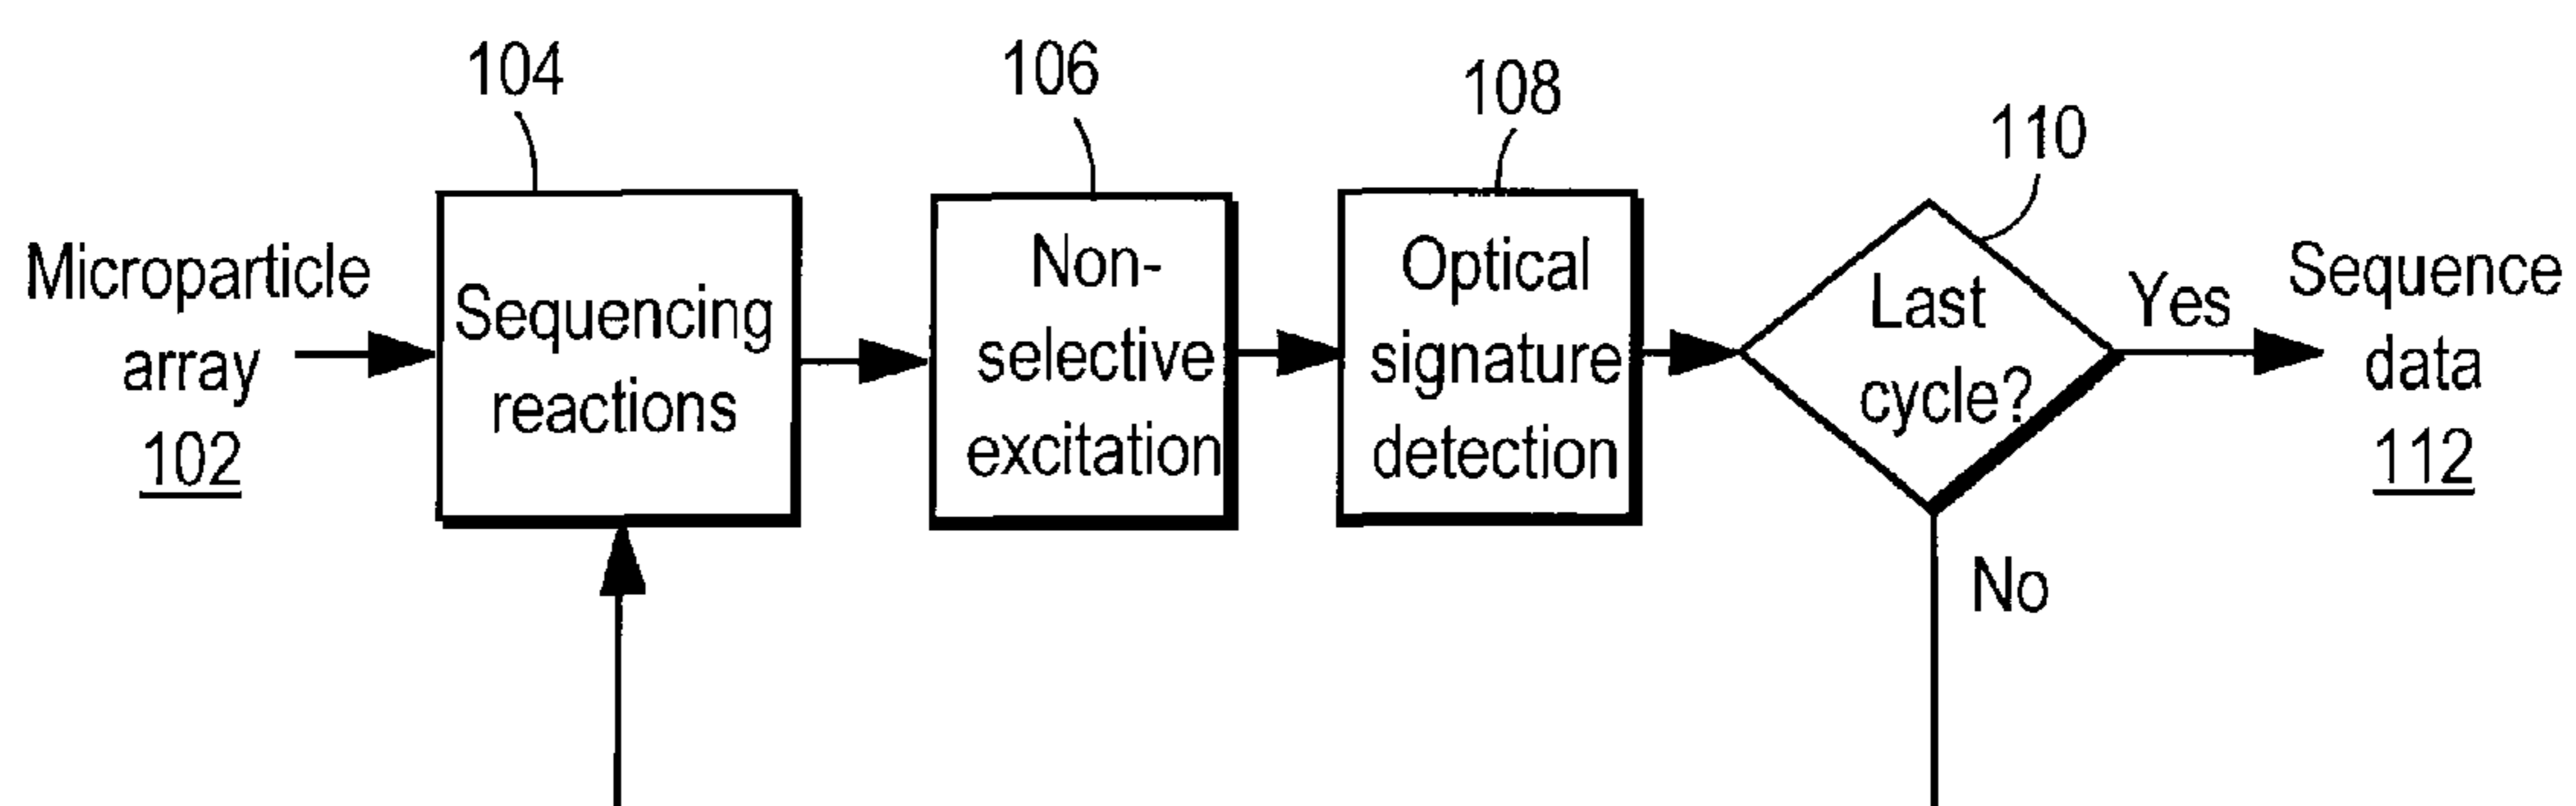 104
106
108
110
Microparticle
array
102
Sequencing
reactions
Non-
selective
excitation
Optical
signature
detection
Last
cycle?
Yes
No
Sequence
data
112